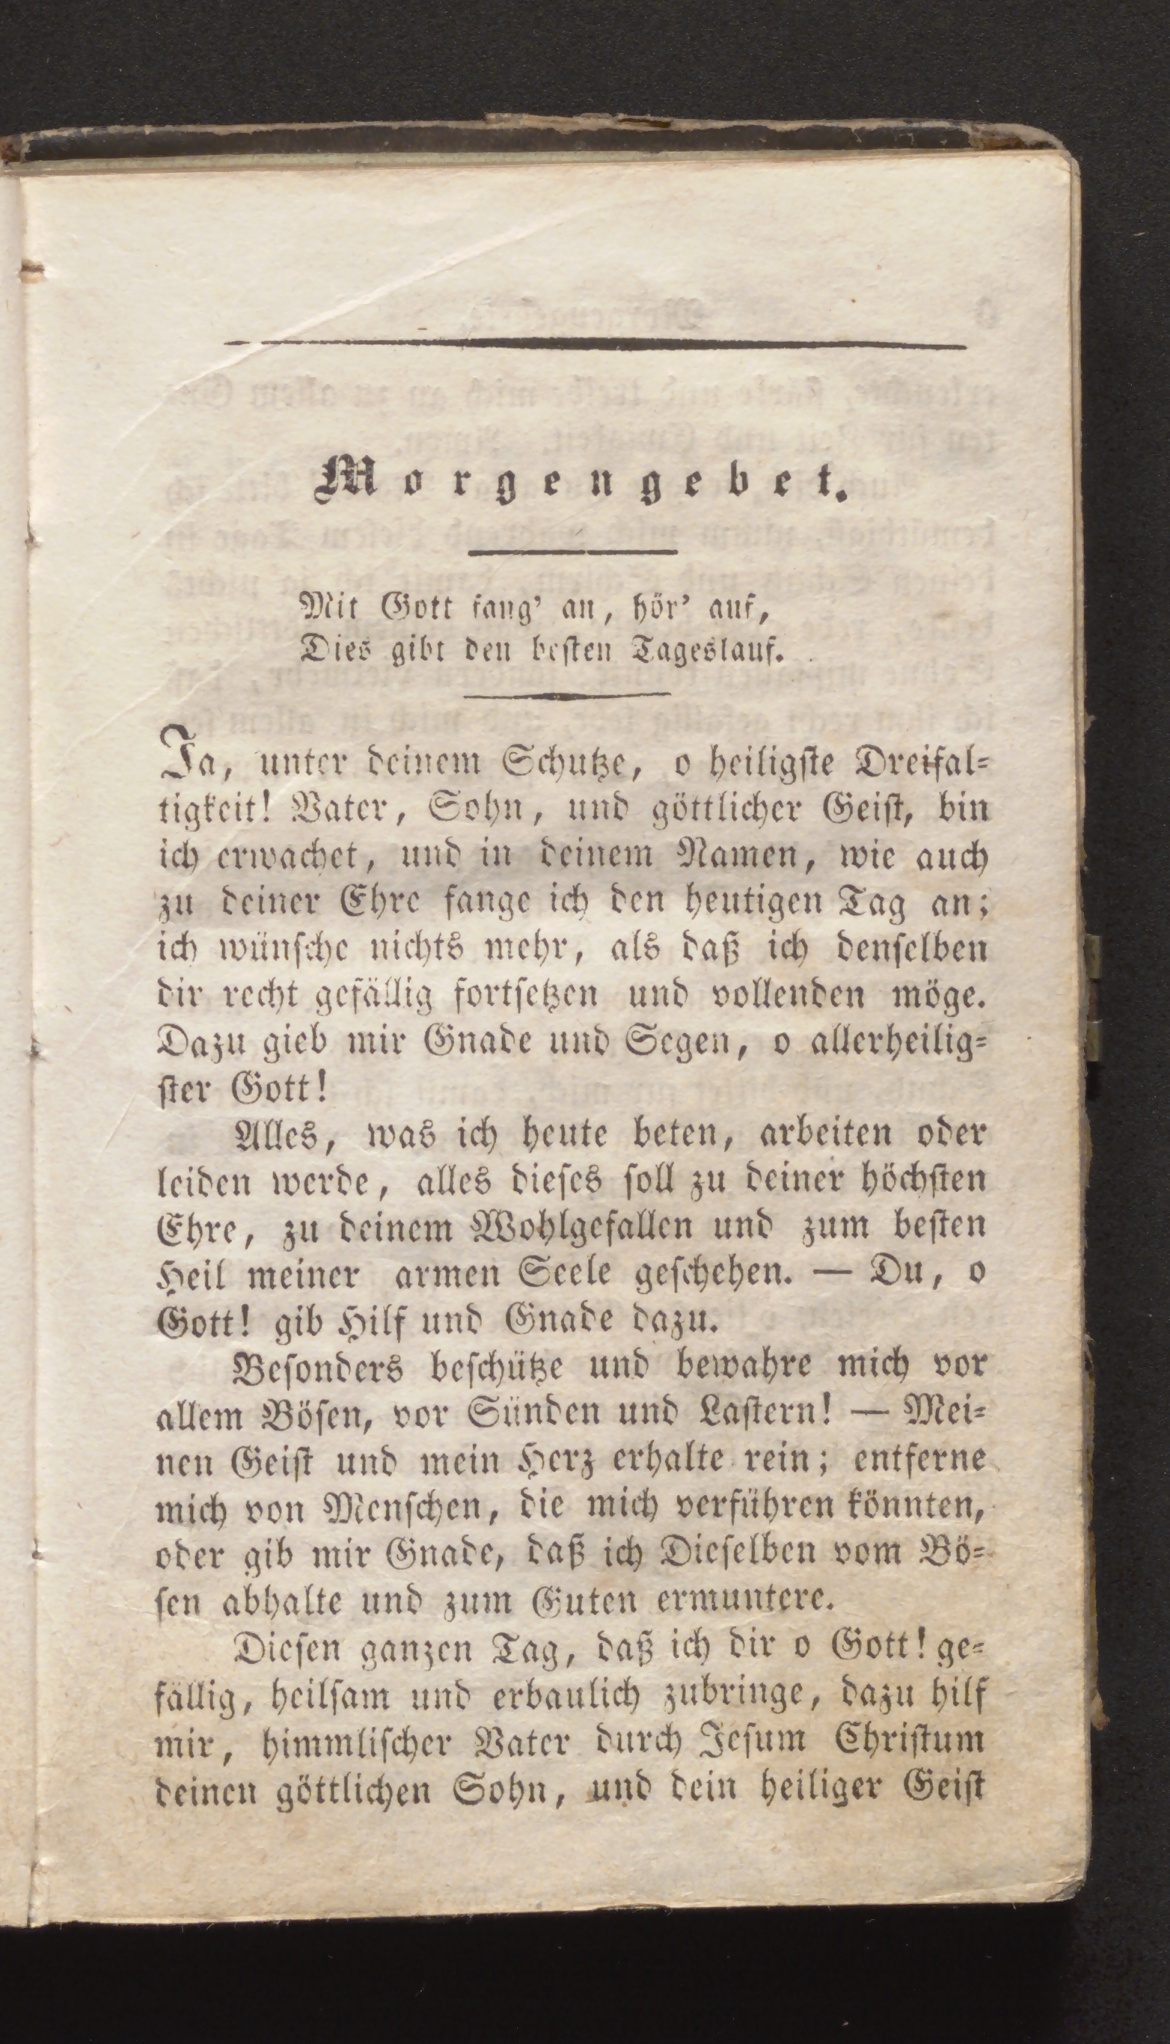 Morgengebet.
Mit Gott fang' an, hör' auf,
Dies gibt den besten Tageslauf.
Ja, unter deinem Schutze, o heiligste Dreifal-
tigkeit! Vater, Sohn, und göttlicher Geist, bin
ich erwachet, und in deinem Namen, wie auch
zu deiner Ehre fange ich den heutigen Tag an;
ich wünsche nichts mehr, als daß ich denselben
dir recht gefällig fortsetzen und vollenden möge.
Dazu gieb mir Gnade und Segen, o allerheilig-
ster Gott!
Alles, was ich heute beten, arbeiten oder
leiden werde, alles dieses soll zu deiner höchsten
Ehre, zu deinem Wohlgefallen und zum besten
Heil meiner armen Seele geschehen. — Du, o
Gott! gib Hilf und Gnade dazu.
Besonders beschütze und bewahre mich vor
allem Bösen, vor Sünden und Lastern! — Mei-
nen Geist und mein Herz erhalte rein; entferne
mich von Menschen, die mich verführen könnten,
oder gib mir Gnade, daß ich Dieselben vom Bö-
sen abhalte und zum Guten ermuntere.
Diesen ganzen Tag, daß ich dir o Gott! ge-
fällig, heilsam und erbaulich zubringe, dazu hilf
mir, himmlischer Vater durch Jesum Christum
deinen göttlichen Sohn, und dein heiliger Geist